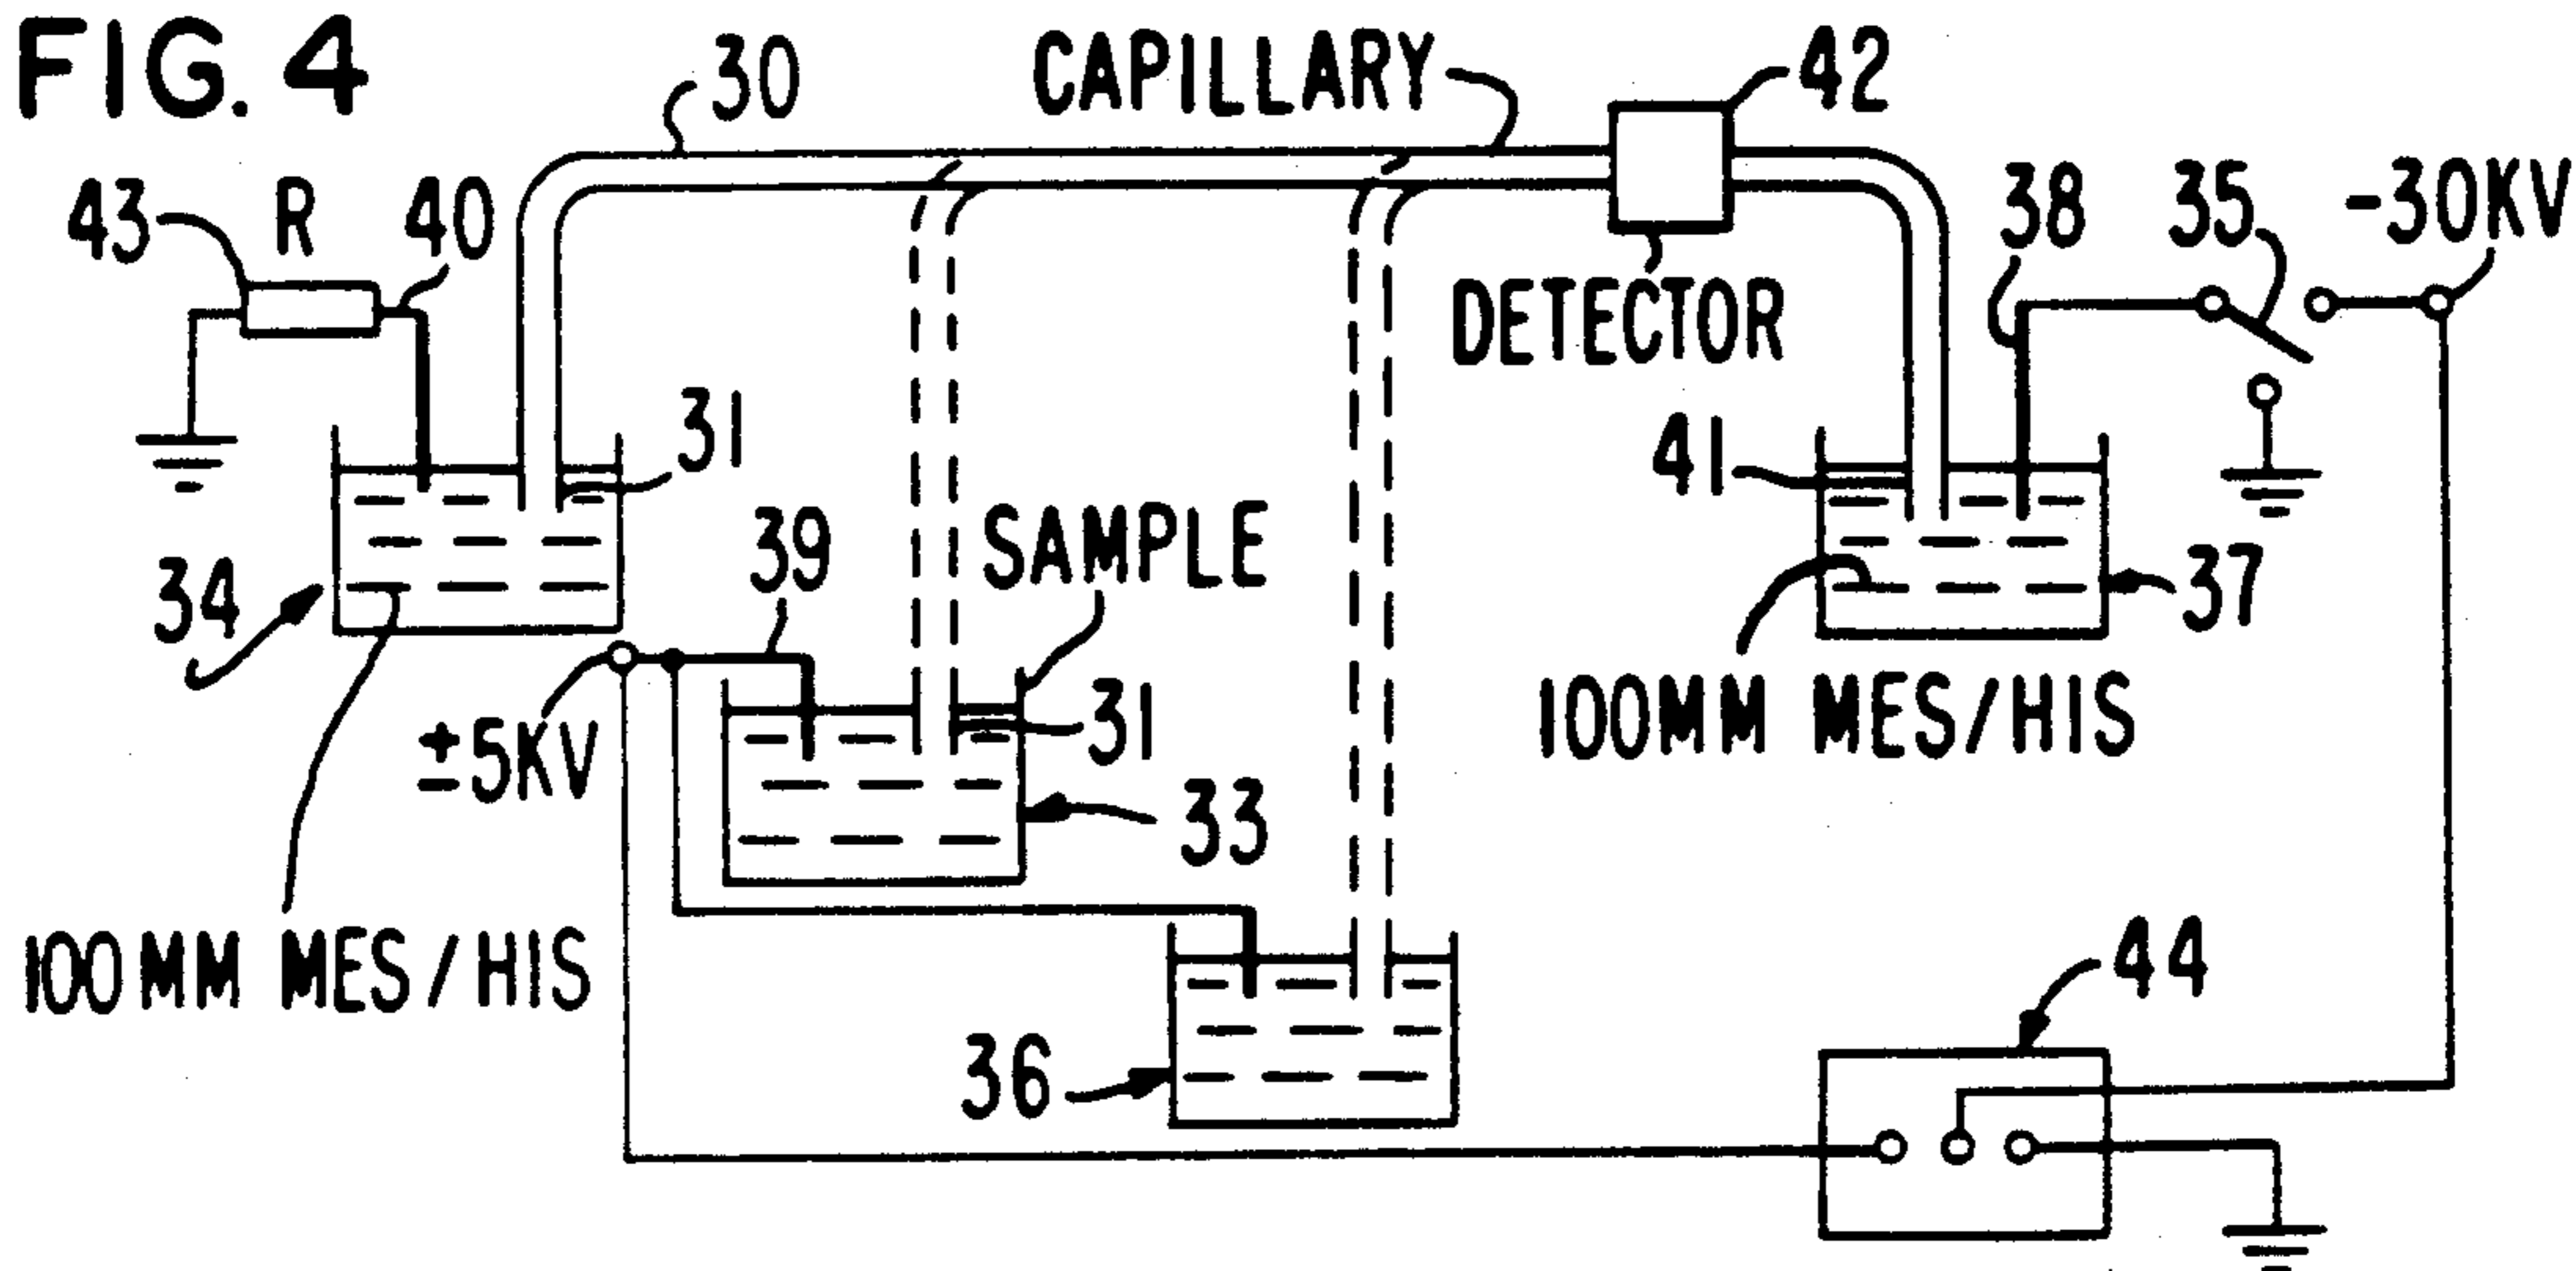 FIG. 4
30
CAPILLARY
42
43
R
40
38
35
-30KV
DETECTOR
31
41
39
SAMPLE
34
37
±5KV
31
100MM MES/HIS
33
100MM MES/HIS
44
36